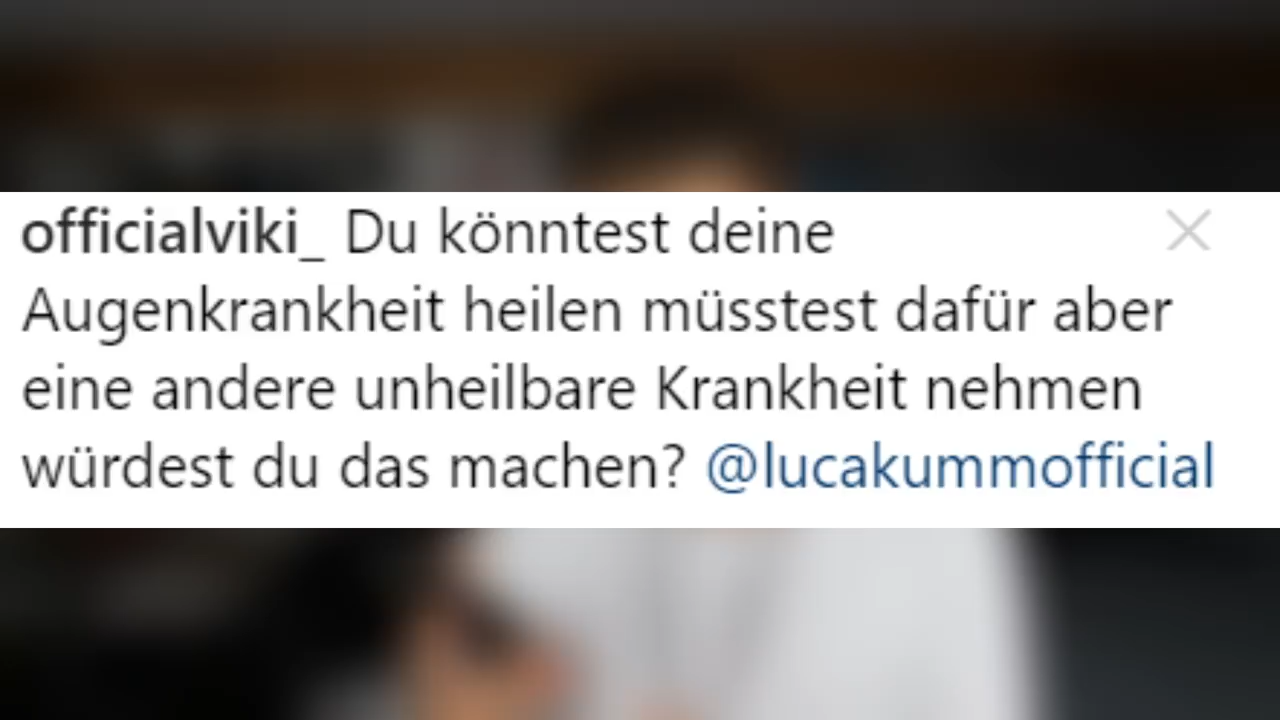 officialviki_ Du könntest deine
Augenkrankheit heilen müsstest dafür aber
eine andere unheilbare Krankheit nehmen
würdest du das machen? @lucakummofficial